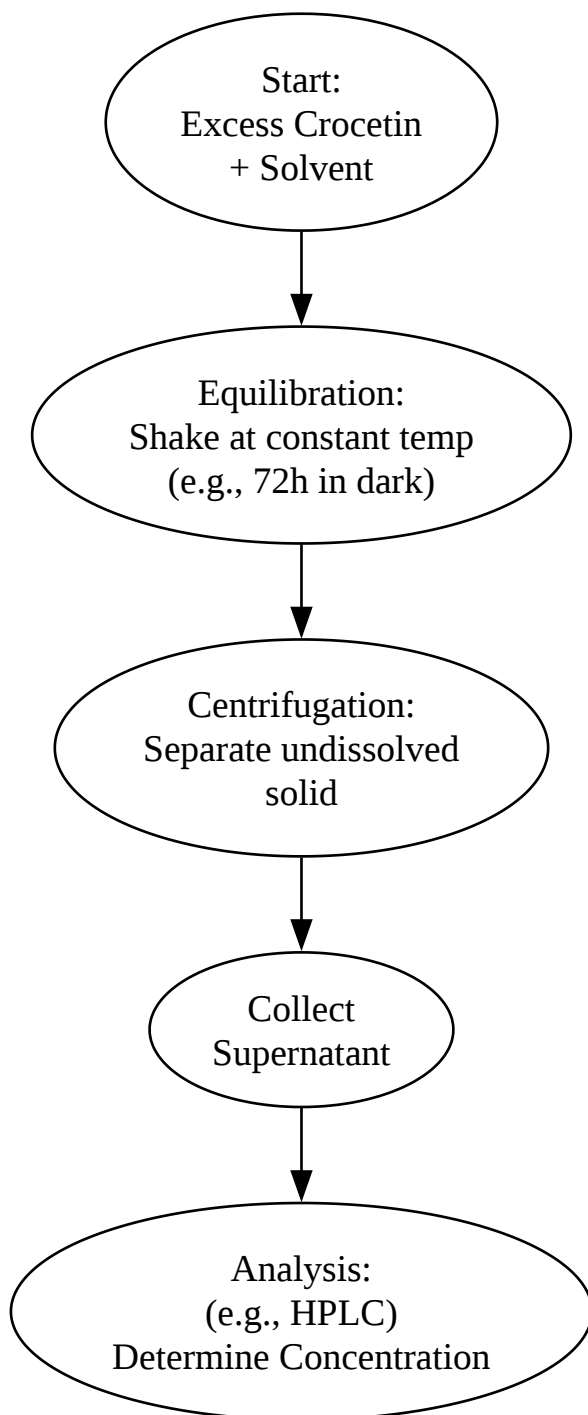 Start:
Excess Crocetin
+ Solvent
Equilibration:
Shake at constant temp
(e.g., 72h in dark)
Centrifugation:
Separate undissolved
solid
Collect
Supernatant
Analysis:
(e.g., HPLC)
Determine Concentration